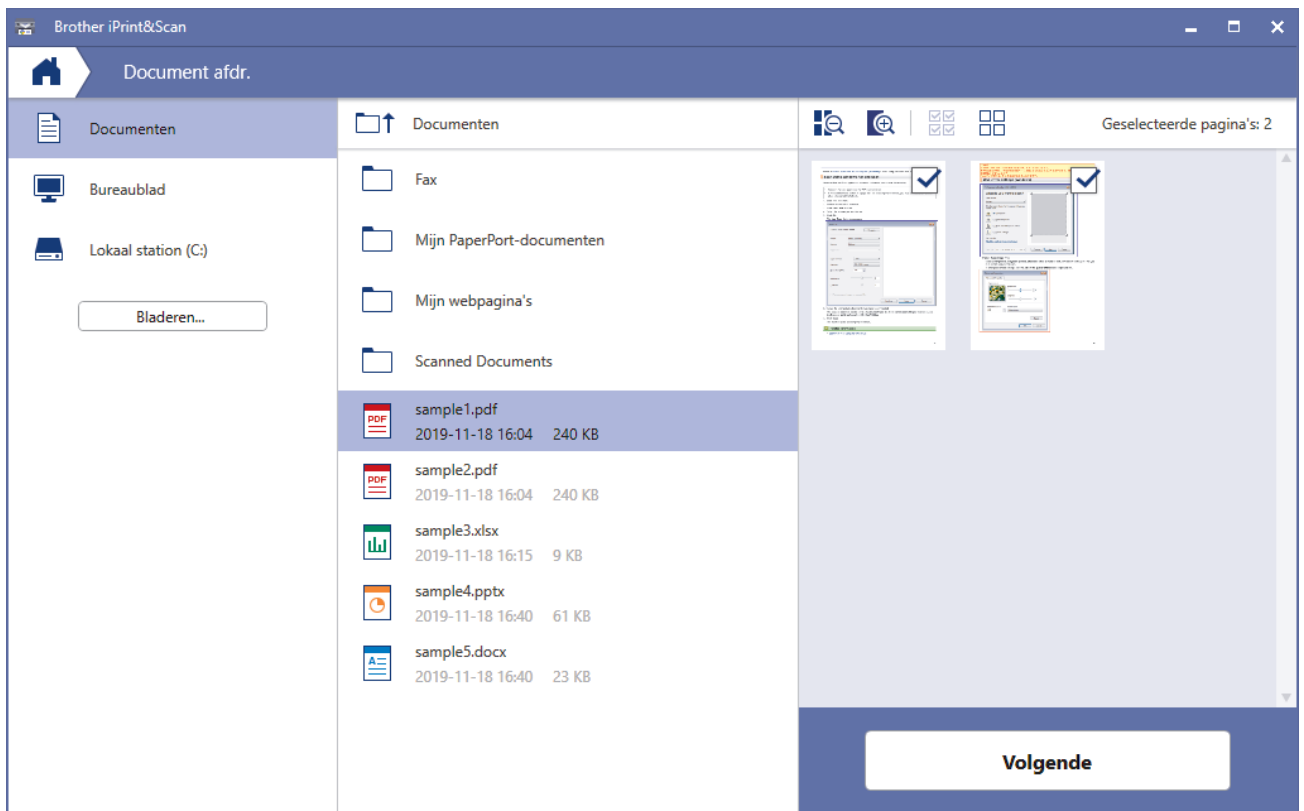 Brother iPrint&Scan
Document afdr.
Documenten
Bureaublad
Lokaal station (C:)
Bladeren...
Documenten
Fax
Mijn PaperPort-documenten
Mijn webpagina's
Scanned Documents
sample1.pdf
2019-11-18 16:04 240 KB
sample2.pdf
2019-11-18 16:04 240 KB
sample3.xlsx
2019-11-18 16:15 9 KB
sample4.pptx
2019-11-18 16:40 61 KB
sample5.docx
2019-11-18 16:40 23 KB
PDF
PDF
A
Geselecteerde pagina's: 2
Volgende